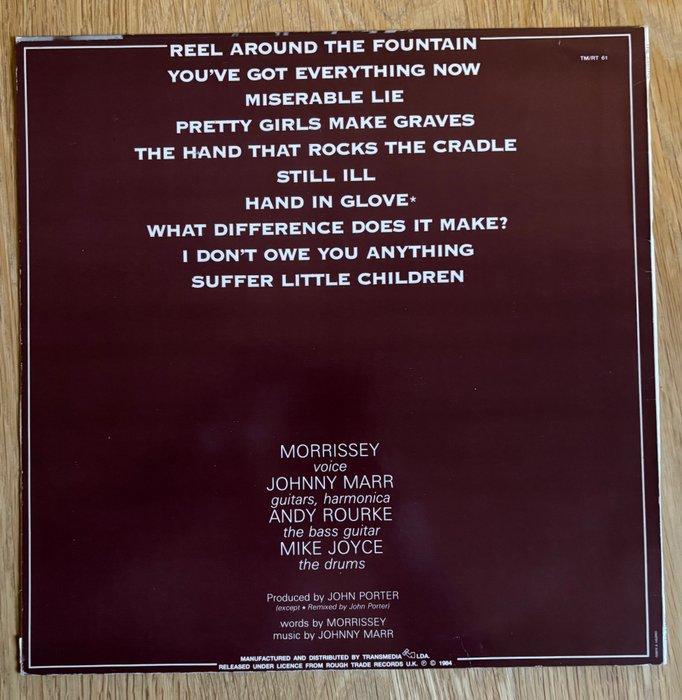 REEL AROUND THE FOUNTAIN
TM/RT 61
YOU'VE GOT EVERYTHING NOW
MISERABLE LIE
PRETTY GIRLS MAKE GRAVES
THE HAND THAT ROCKS THE CRADLE
STILL ILL
HAND IN GLOVE*
WHAT DIFFERENCE DOES IT MAKE?
I DON'T OWE YOU ANYTHING
SUFFER LITTLE CHILDREN
MORRISSEY
voice
JOHNNY MARR
guitars, harmonica
ANDY ROURKE
the bass guitar
MIKE JOYCE
the drums
Produced by JOHN PORTER
(except • Remixed by John Porter)
words by MORRISSEY
music by JOHNNY MARR
MANUFACTURED AND DISTRIBUTED BY TRANSMEDIA LDA.
RELEASED UNDER LICENCE FROM ROUGH TRADE RECORDS U.K. ℗ © 1984